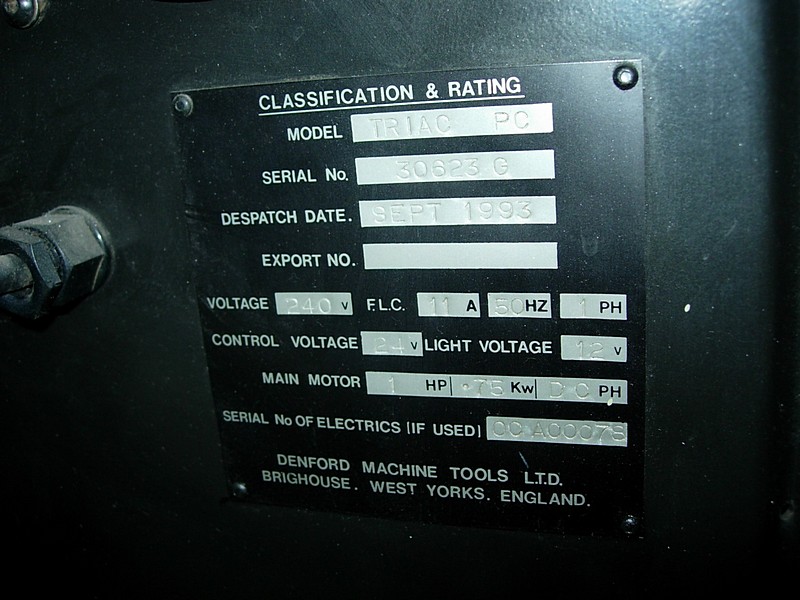 CLASSIFICATION & RATING
MODEL TRIAC PC
SERIAL No. 30623 G
DESPATCH DATE. SEPT 1993
EXPORT NO.
VOLTAGE 240 V F.L.C. 11 A 50 HZ 1 PH
CONTROL VOLTAGE 24 V LIGHT VOLTAGE 12 V
MAIN MOTOR 1 HP .75 Kw D C PH
SERIAL No OF ELECTRICS (IF USED)
DENFORD MACHINE TOOLS LTD.
BRIGHOUSE. WEST YORKS. ENGLAND.